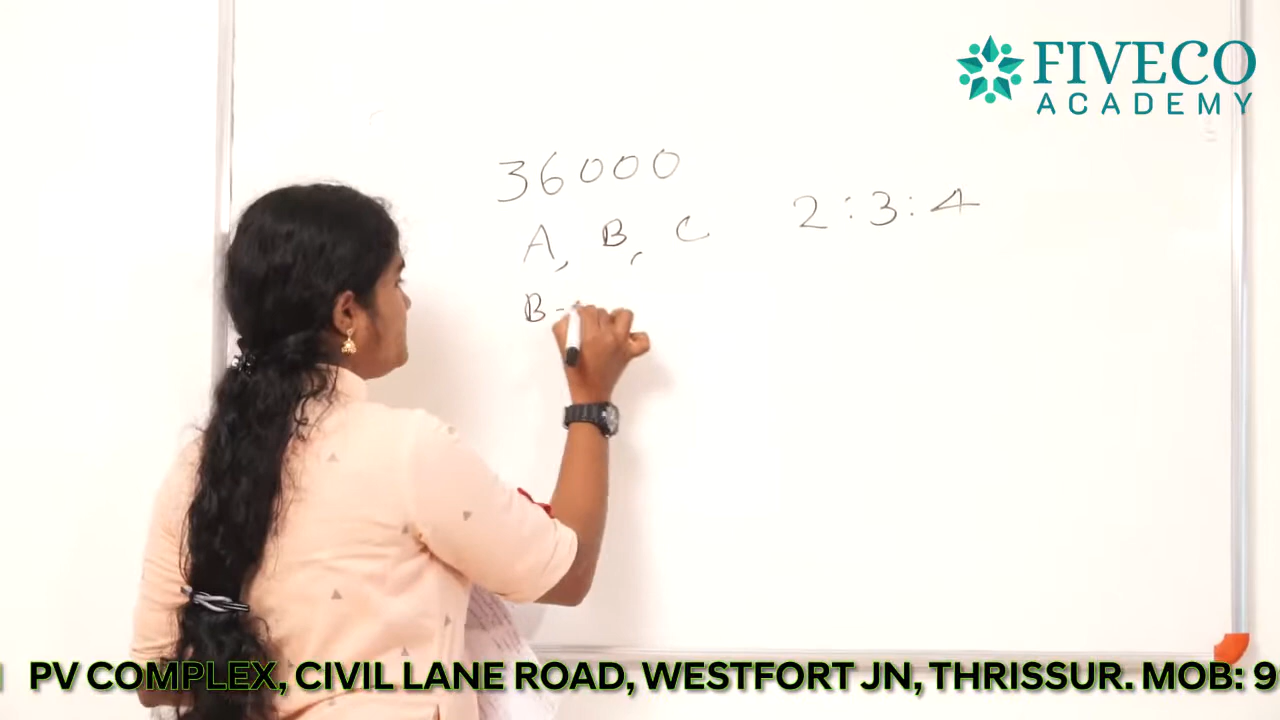 FIVECO
ACADEMY
36000
A, B, C 2:3:4
B-
PV COMPLEX, CIVIL LANE ROAD, WESTFORT JN, THRISSUR. MOB: 9